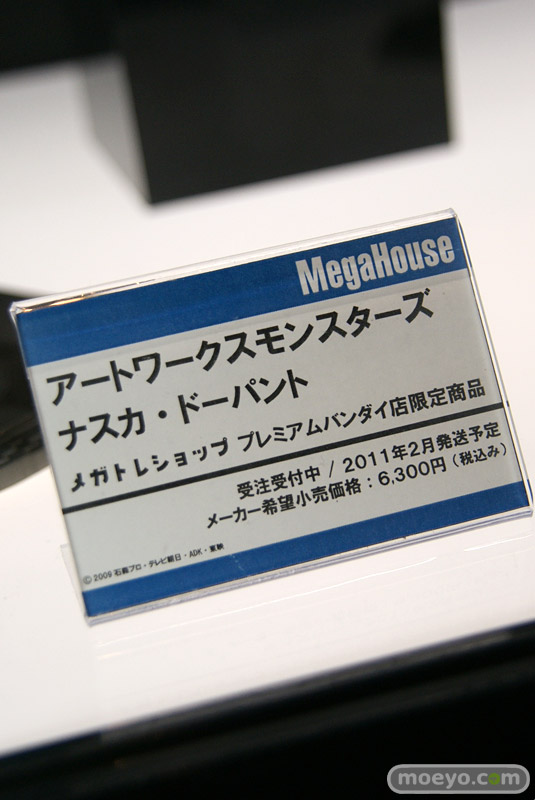 MegaHouse
アートワークスモンスターズ
ナスカ・ドーパント
メガトレショップ プレミアムバンダイ店限定商品
受注受付中 / 2011年2月発送予定
メーカー希望小売価格：6,300円（税込み）
©2009 石森プロ・テレビ朝日・ADK・東映
moeyo.com